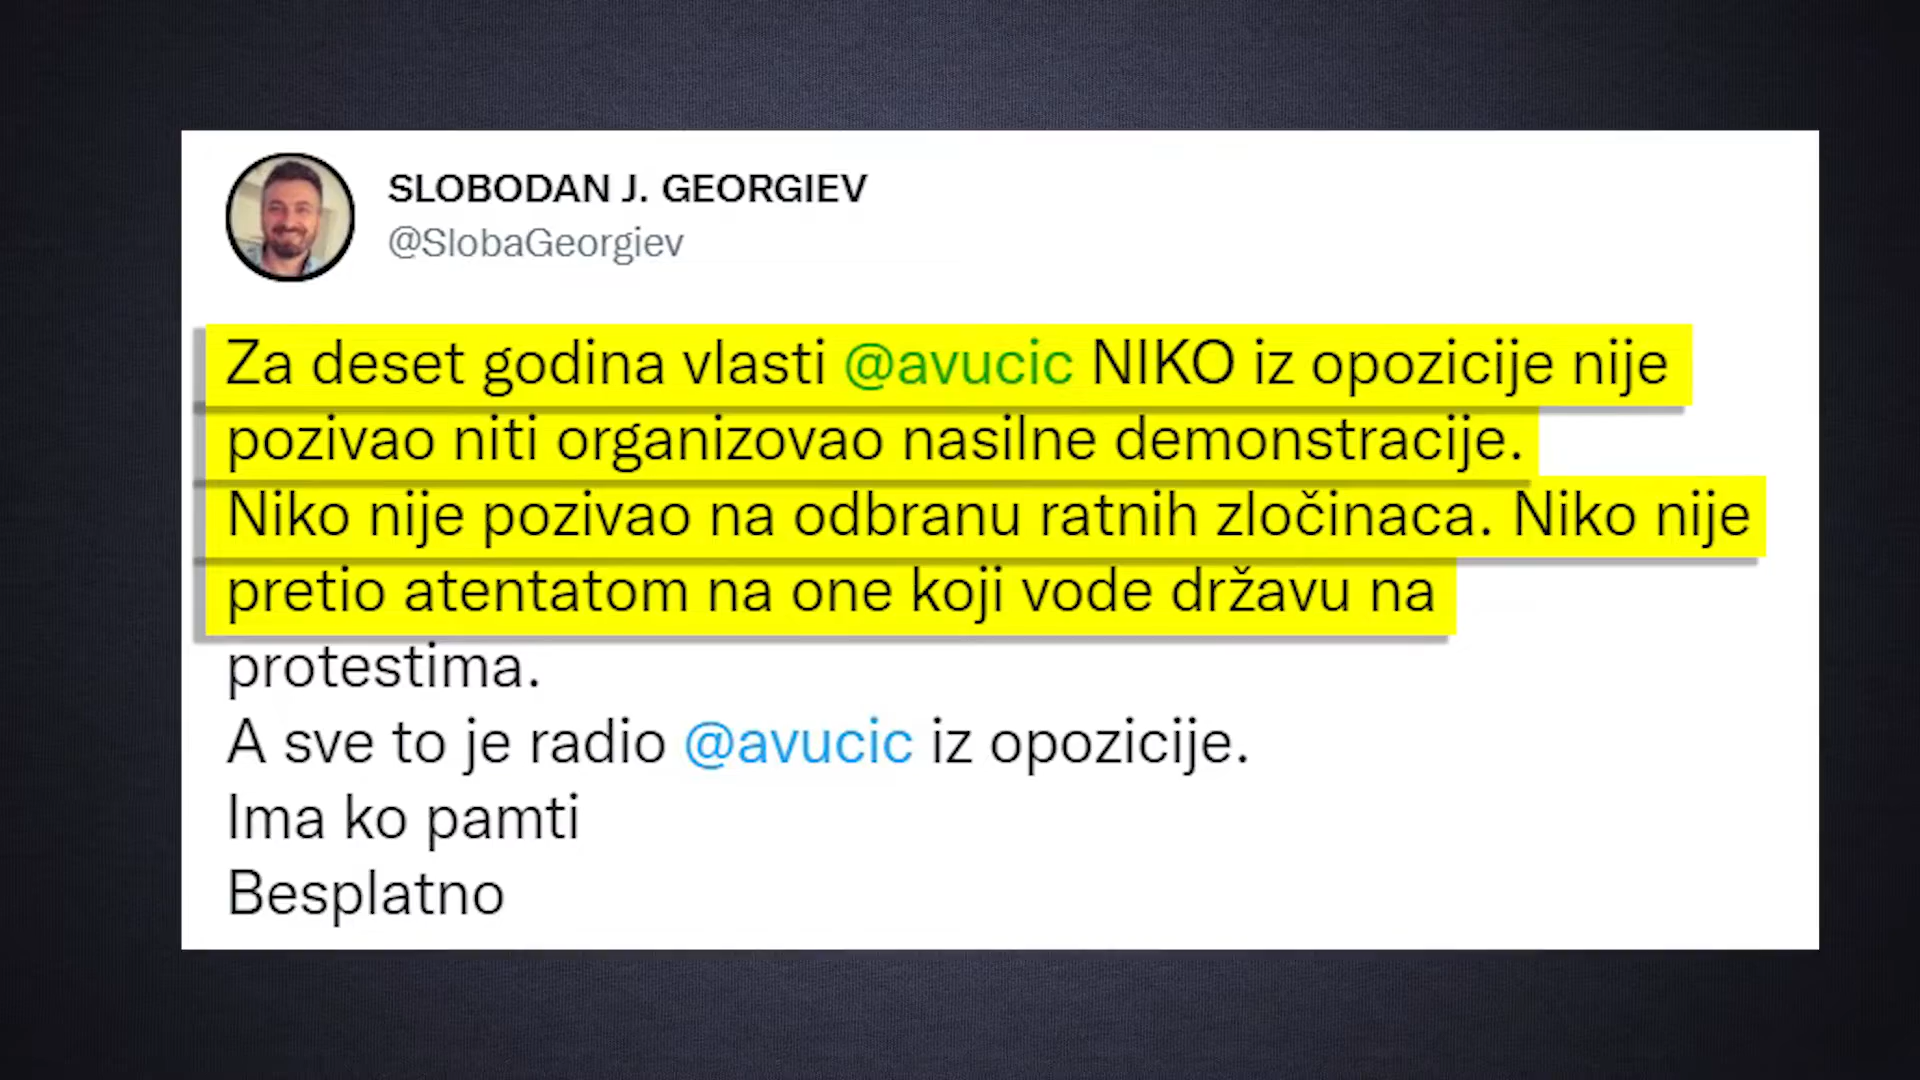 SLOBODAN J. GEORGIEV
@SlobaGeorgiev
Za deset godina vlasti @avucic NIKO iz opozicije nije
pozivao niti organizovao nasilne demonstracije.
Niko nije pozivao na odbranu ratnih zločinaca. Niko nije
pretio atentatom na one koji vode državu na
protestima.
A sve to je radio @avucic iz opozicije.
Ima ko pamti
Besplatno